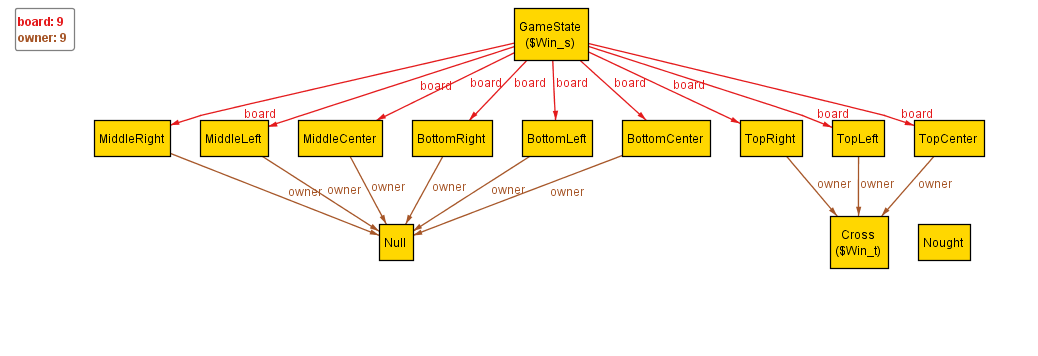 board: 9
owner: 9
GameState
($Win_s)
board
board
board
board
board
board
board
board
board
MiddleRight
MiddleLeft
MiddleCenter
BottomRight
BottomLeft
BottomCenter
TopRight
TopLeft
TopCenter
owner
owner
owner
owner
owner
owner
owner
owner
owner
Null
Cross
($Win_t)
Nought